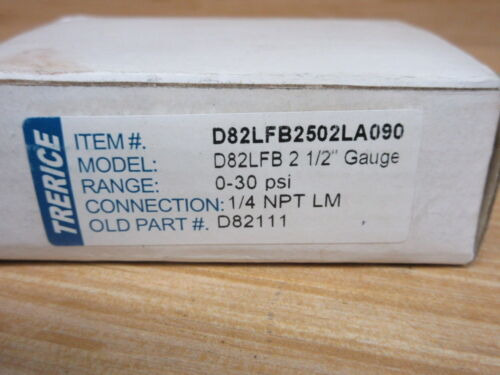 TRERICE
ITEM #. D82LFB2502LA090
MODEL: D82LFB 2 1/2" Gauge
RANGE: 0-30 psi
CONNECTION: 1/4 NPT LM
OLD PART #. D82111